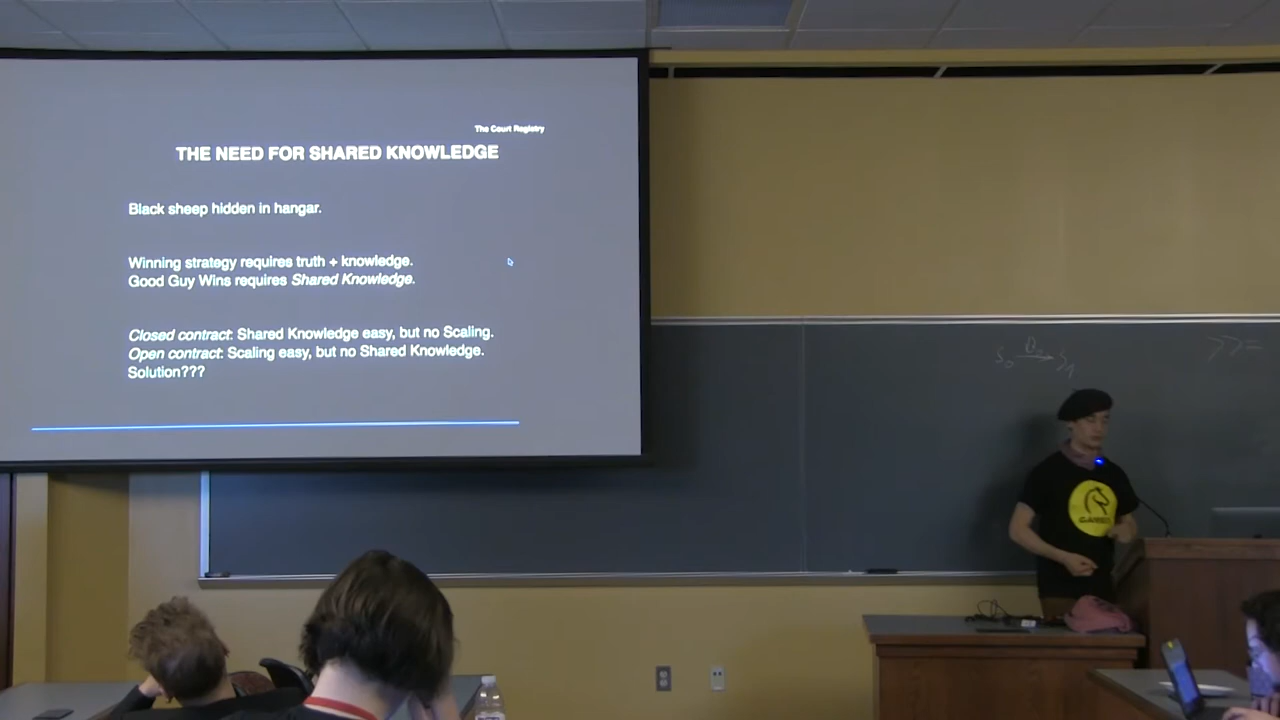 The Court Registry
THE NEED FOR SHARED KNOWLEDGE
Black sheep hidden in hangar.
Winning strategy requires truth + knowledge.
Good Guy Wins requires Shared Knowledge.
Closed contract: Shared Knowledge easy, but no Scaling.
Open contract: Scaling easy, but no Shared Knowledge.
Solution???
>>=